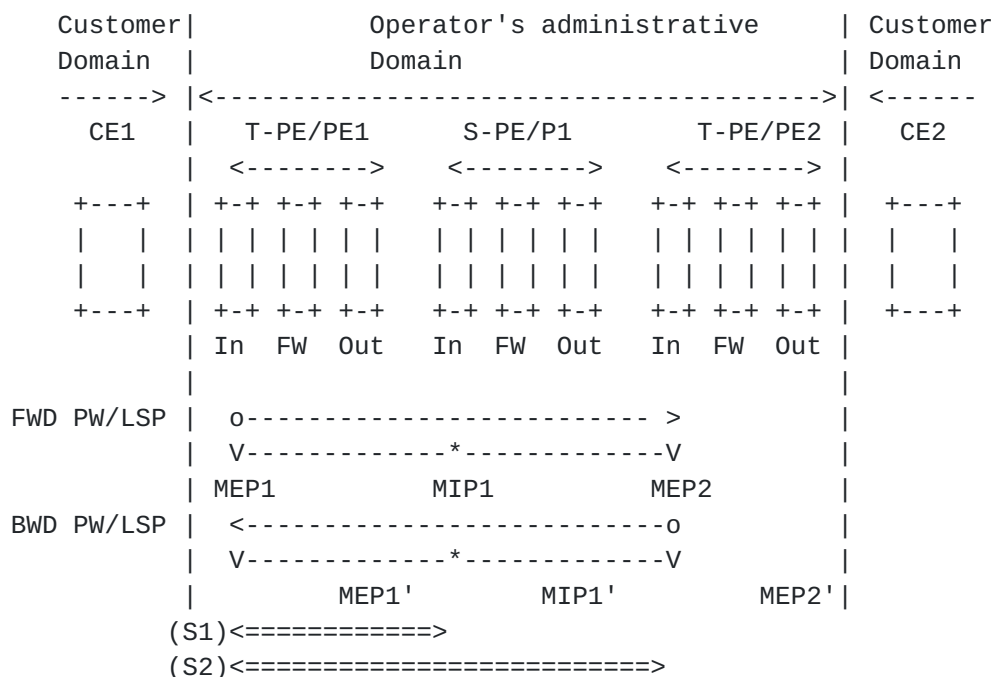 Customer|            Operator's administrative     | Customer
Domain  |            Domain                        | Domain
------> |<---------------------------------------->| <------
  CE1   |    T-PE/PE1      S-PE/P1       T-PE/PE2  |   CE2
        |   <-------->    <-------->    <-------->  |
 +---+  | +-+ +-+ +-+   +-+ +-+ +-+   +-+ +-+ +-+ |  +---+
 |   |  | | | | | | |   | | | | | |   | | | | | | |  |   |
 |   |  | | | | | | |   | | | | | |   | | | | | | |  |   |
 +---+  | +-+ +-+ +-+   +-+ +-+ +-+   +-+ +-+ +-+ |  +---+
        | In  FW  Out   In  FW  Out   In  FW  Out |
        |                                          |
FWD PW/LSP |  o-------------------------- >           |
           |  V-------------*-------------V           |
           | MEP1          MIP1          MEP2         |
BWD PW/LSP |  <---------------------------o           |
           |  V-------------*-------------V           |
           |         MEP1'        MIP1'         MEP2'|
          (S1)<============>
          (S2)<==========================>